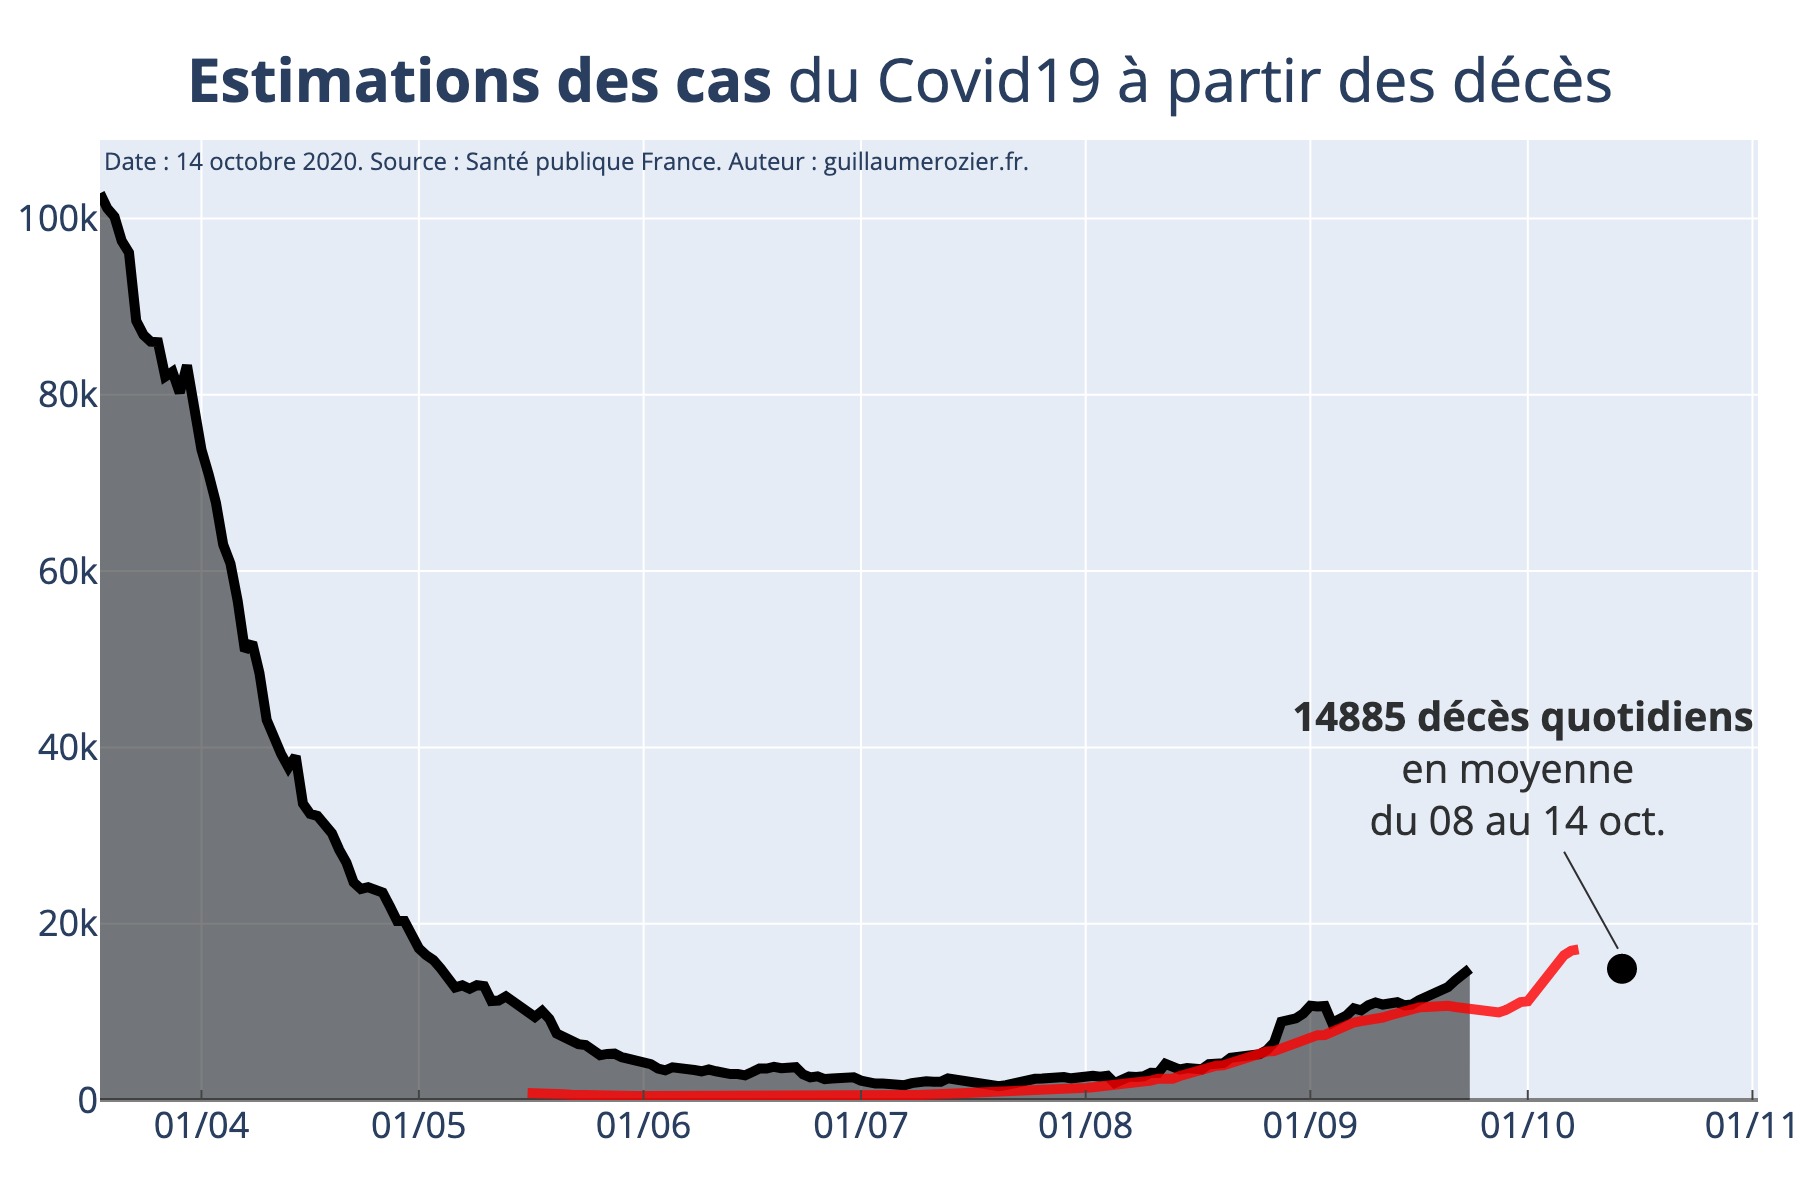 Estimations des cas du Covid19 à partir des décès
Date : 14 octobre 2020. Source : Santé publique France. Auteur : guillaumerozier.fr.
100k
80k
60k
40k
20k
0
14885 décès quotidiens
en moyenne
du 08 au 14 oct.
01/04 01/05 01/06 01/07 01/08 01/09 01/10 01/11